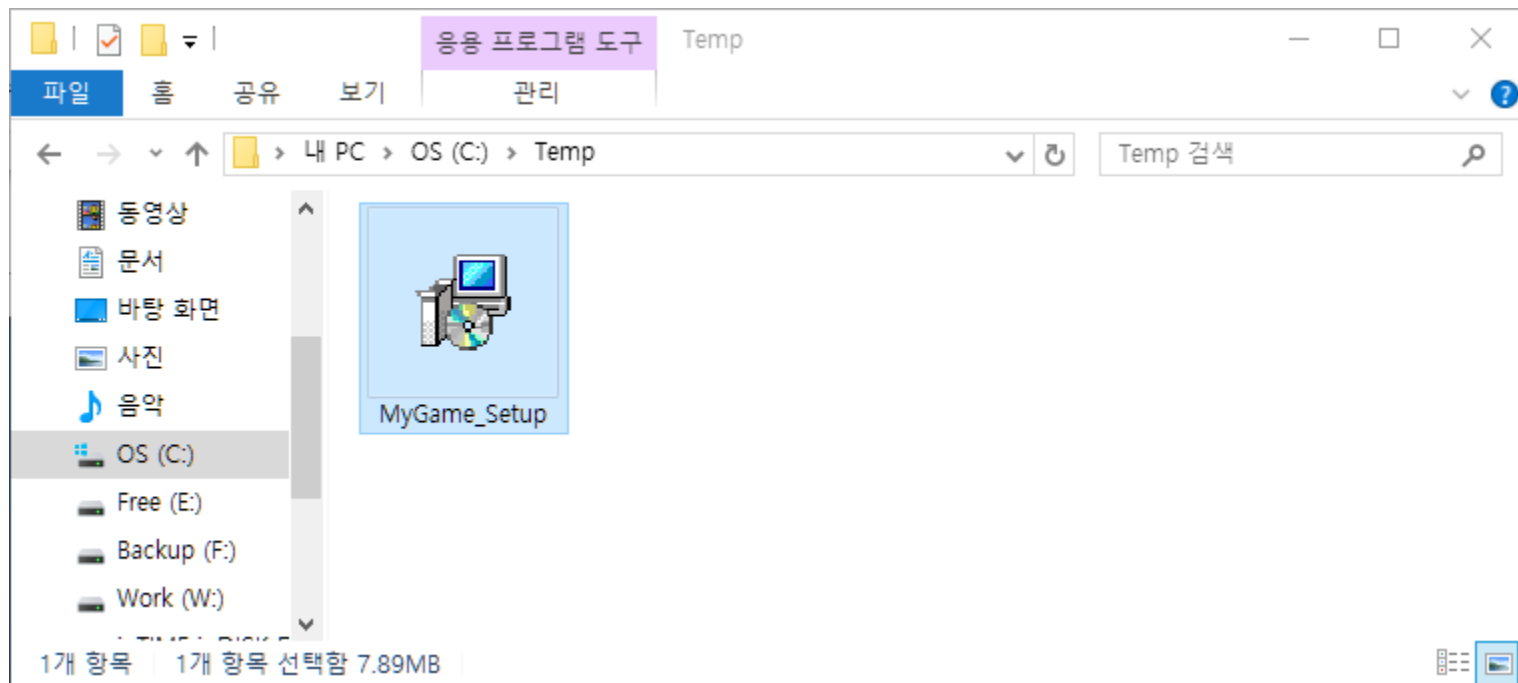 응용 프로그램 도구 Temp
파일 홈 공유 보기 관리
내 PC > OS (C:) > Temp
Temp 검색
동영상
문서
바탕 화면
사진
음악
OS (C:)
Free (E:)
Backup (F:)
Work (W:)
MyGame_Setup
1개 항목 1개 항목 선택함 7.89MB